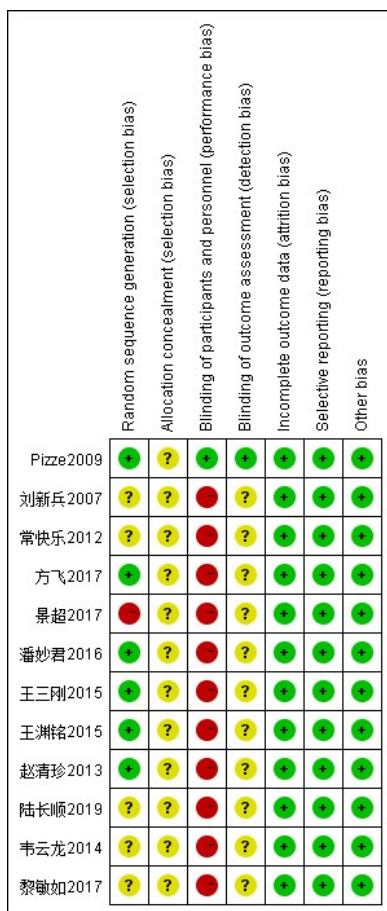 Random sequence generation (selection bias)
Allocation concealment (selection bias)
Blinding of participants and personnel (performance bias)
Blinding of outcome assessment (detection bias)
Incomplete outcome data (attrition bias)
Selective reporting (reporting bias)
Other bias
Pizze2009 + ? + + + + +
刘新兵2007 ? ? - ? + + +
常快乐2012 ? ? - ? + + +
方飞2017 + ? - ? + + +
景超2017 - ? - ? + + +
潘妙君2016 + ? - ? + + +
王三刚2015 + ? - ? + + +
王渊铭2015 + ? - ? + + +
赵清珍2013 + ? - ? + + +
陆长顺2019 ? ? - ? + + +
韦云龙2014 ? ? - ? + + +
黎敏如2017 ? ? - ? + + +